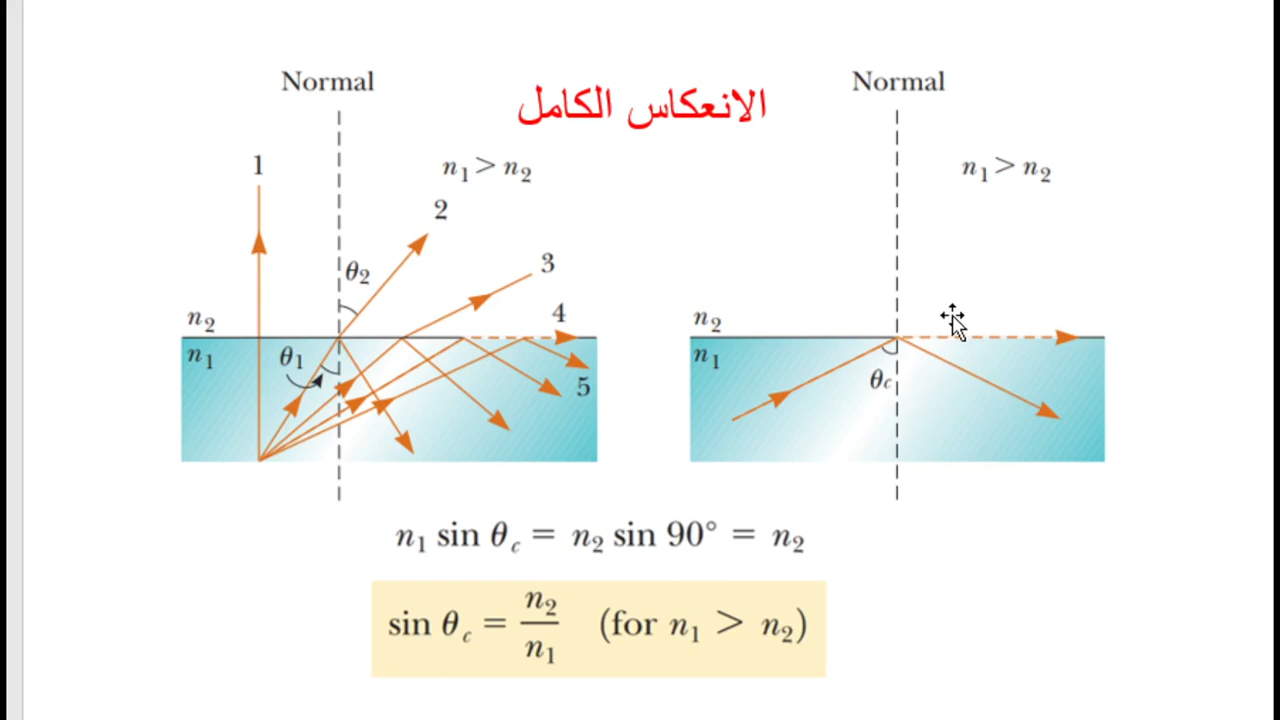 الانعكاس الكامل
Normal
n₁ > n₂
1
2
θ₂
3
4
n₂
n₁
θ₁
5
Normal
n₁ > n₂
n₂
n₁
θc
n₁ sin θc = n₂ sin 90° = n₂
sin θc = n₂/n₁ (for n₁ > n₂)